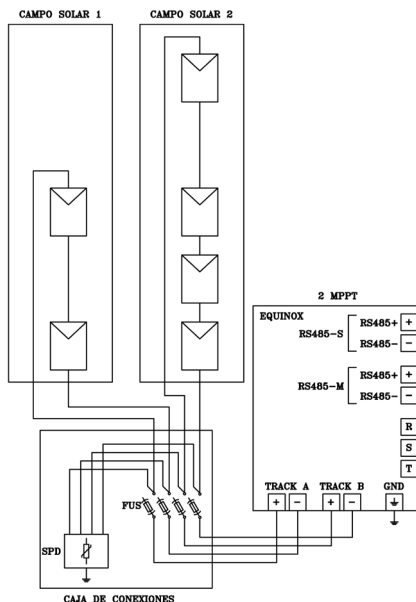 CAMPO SOLAR 1
CAMPO SOLAR 2
2 MPPT
EQUINOX
RS485-S
RS485+ +
RS485- -
RS485-M
RS485+ +
RS485- -
R
S
T
TRACK A TRACK B GND
+ - + -
FUS
SPD
CAJA DE CONEXIONES